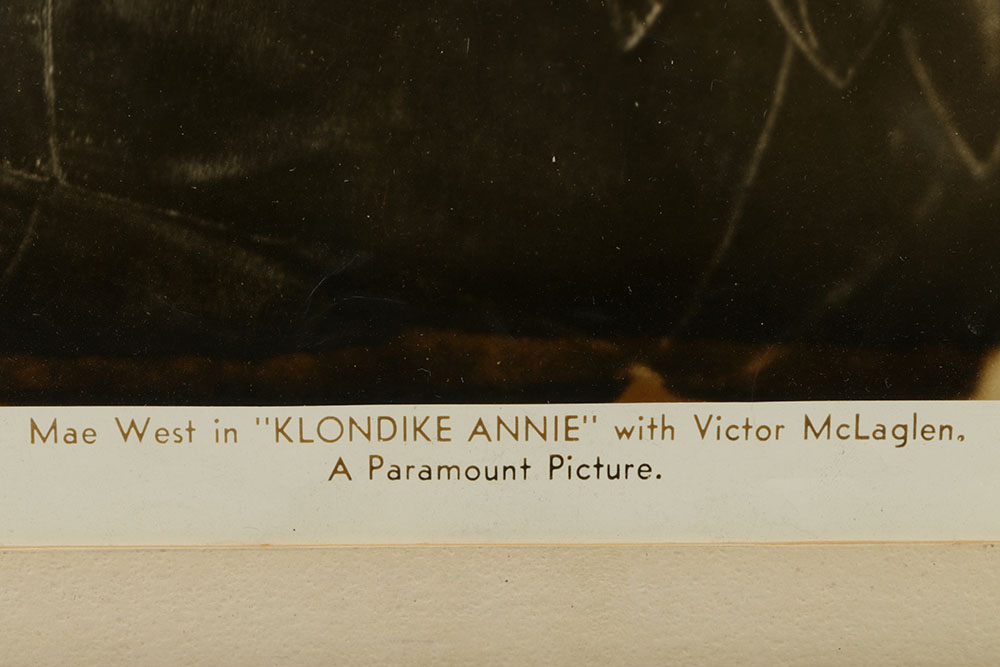 Mae West in "KLONDIKE ANNIE" with Victor McLaglen.
A Paramount Picture.